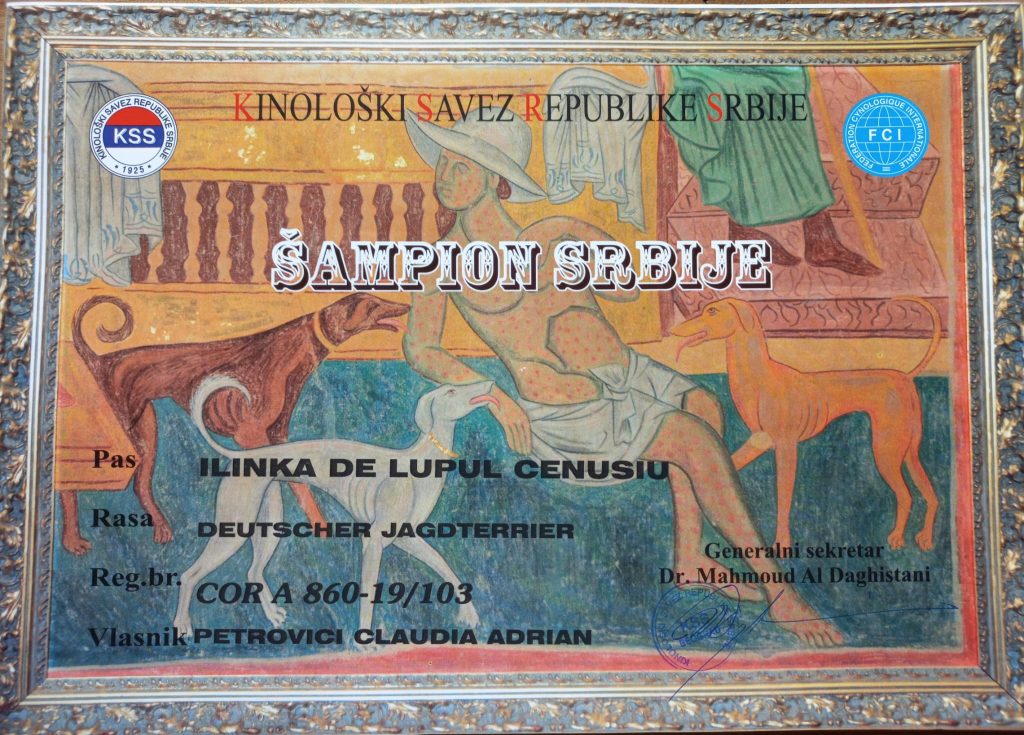 KINOLOŠKI SAVEZ REPUBLIKE SRBIJE
KINOLOŠKI SAVEZ REPUBLIKE SRBIJE
KSS
• 1925 •
FEDERATION CYNOLOGIQUE INTERNATIONALE
FCI
ŠAMPION SRBIJE
Pas ILINKA DE LUPUL CENUSIU
Rasa DEUTSCHER JAGDTERRIER
Reg.br. COR A 860-19/103
Vlasnik PETROVICI CLAUDIA ADRIAN
Generalni sekretar
Dr. Mahmoud Al Daghistani